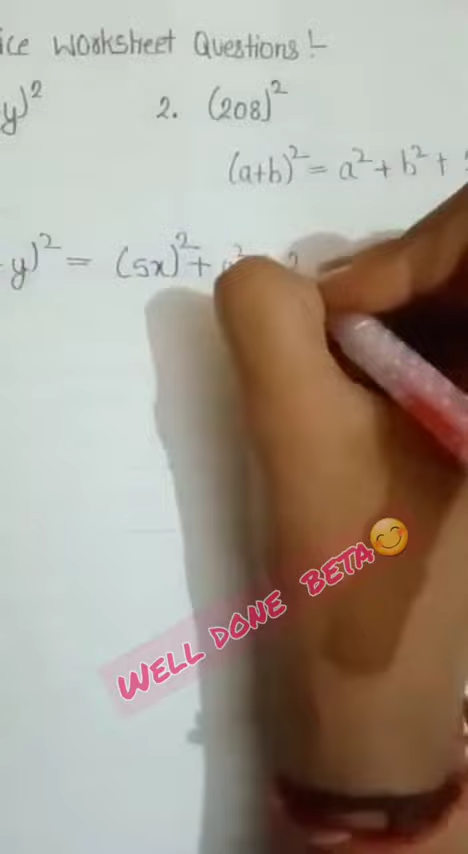 ice Worksheet Questions !-
y)² 2. (208)²
(a+b)² = a² + b² +
y)² = (5x)² +
WELL DONE BETA😊